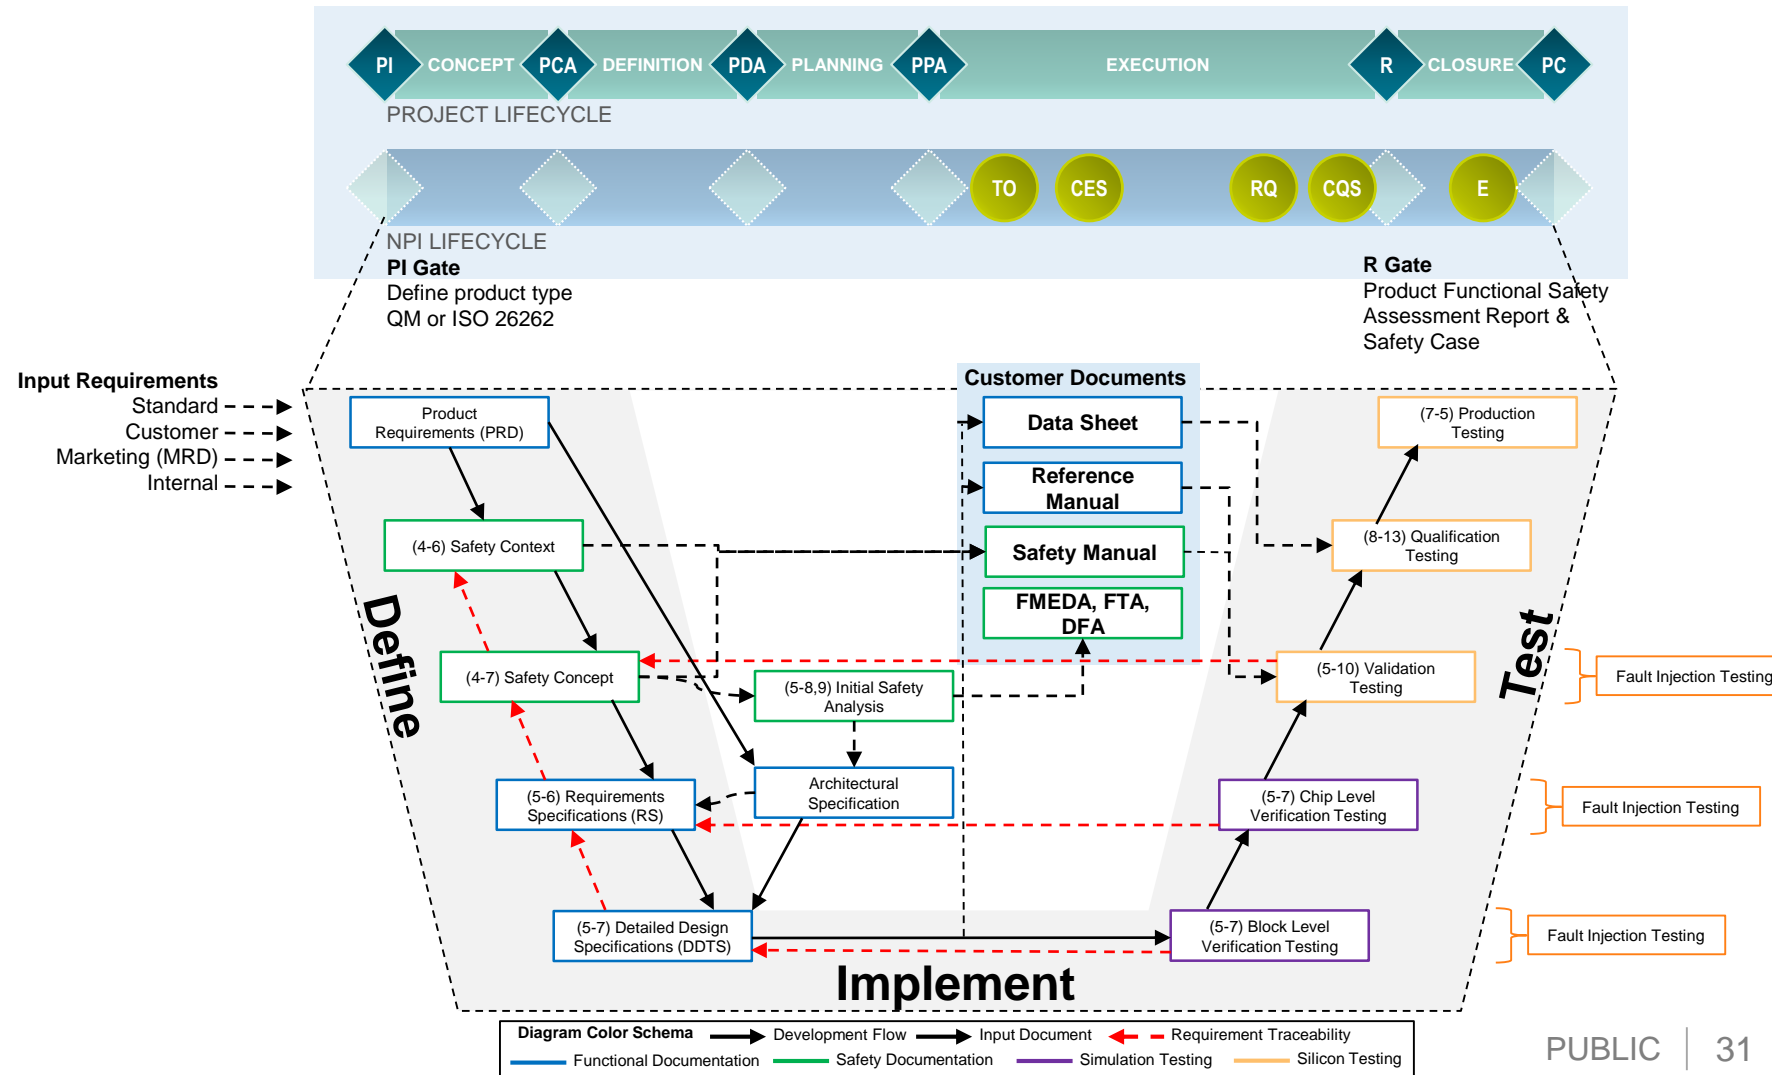 PI
CONCEPT
PCA
DEFINITION
PDA
PLANNING
PPA
EXECUTION
R
CLOSURE
PC
PROJECT LIFECYCLE
TO
CES
RQ
CQS
E
NPI LIFECYCLE
PI Gate
Define product type
QM or ISO 26262
R Gate
Product Functional Safety
Assessment Report &
Safety Case
Input Requirements
Standard
Customer
Marketing (MRD)
Internal
Customer Documents
Product
Requirements (PRD)
Data Sheet
(7-5) Production
Testing
Reference
Manual
(4-6) Safety Context
Safety Manual
(8-13) Qualification
Testing
FMEDA, FTA,
DFA
Define
(4-7) Safety Concept
(5-8,9) Initial Safety
Analysis
(5-10) Validation
Testing
Test
Fault Injection Testing
(5-6) Requirements
Specifications (RS)
Architectural
Specification
(5-7) Chip Level
Verification Testing
Fault Injection Testing
(5-7) Detailed Design
Specifications (DDTS)
(5-7) Block Level
Verification Testing
Fault Injection Testing
Implement
Diagram Color Schema
Development Flow
Input Document
Requirement Traceability
Functional Documentation
Safety Documentation
Simulation Testing
Silicon Testing
PUBLIC
31